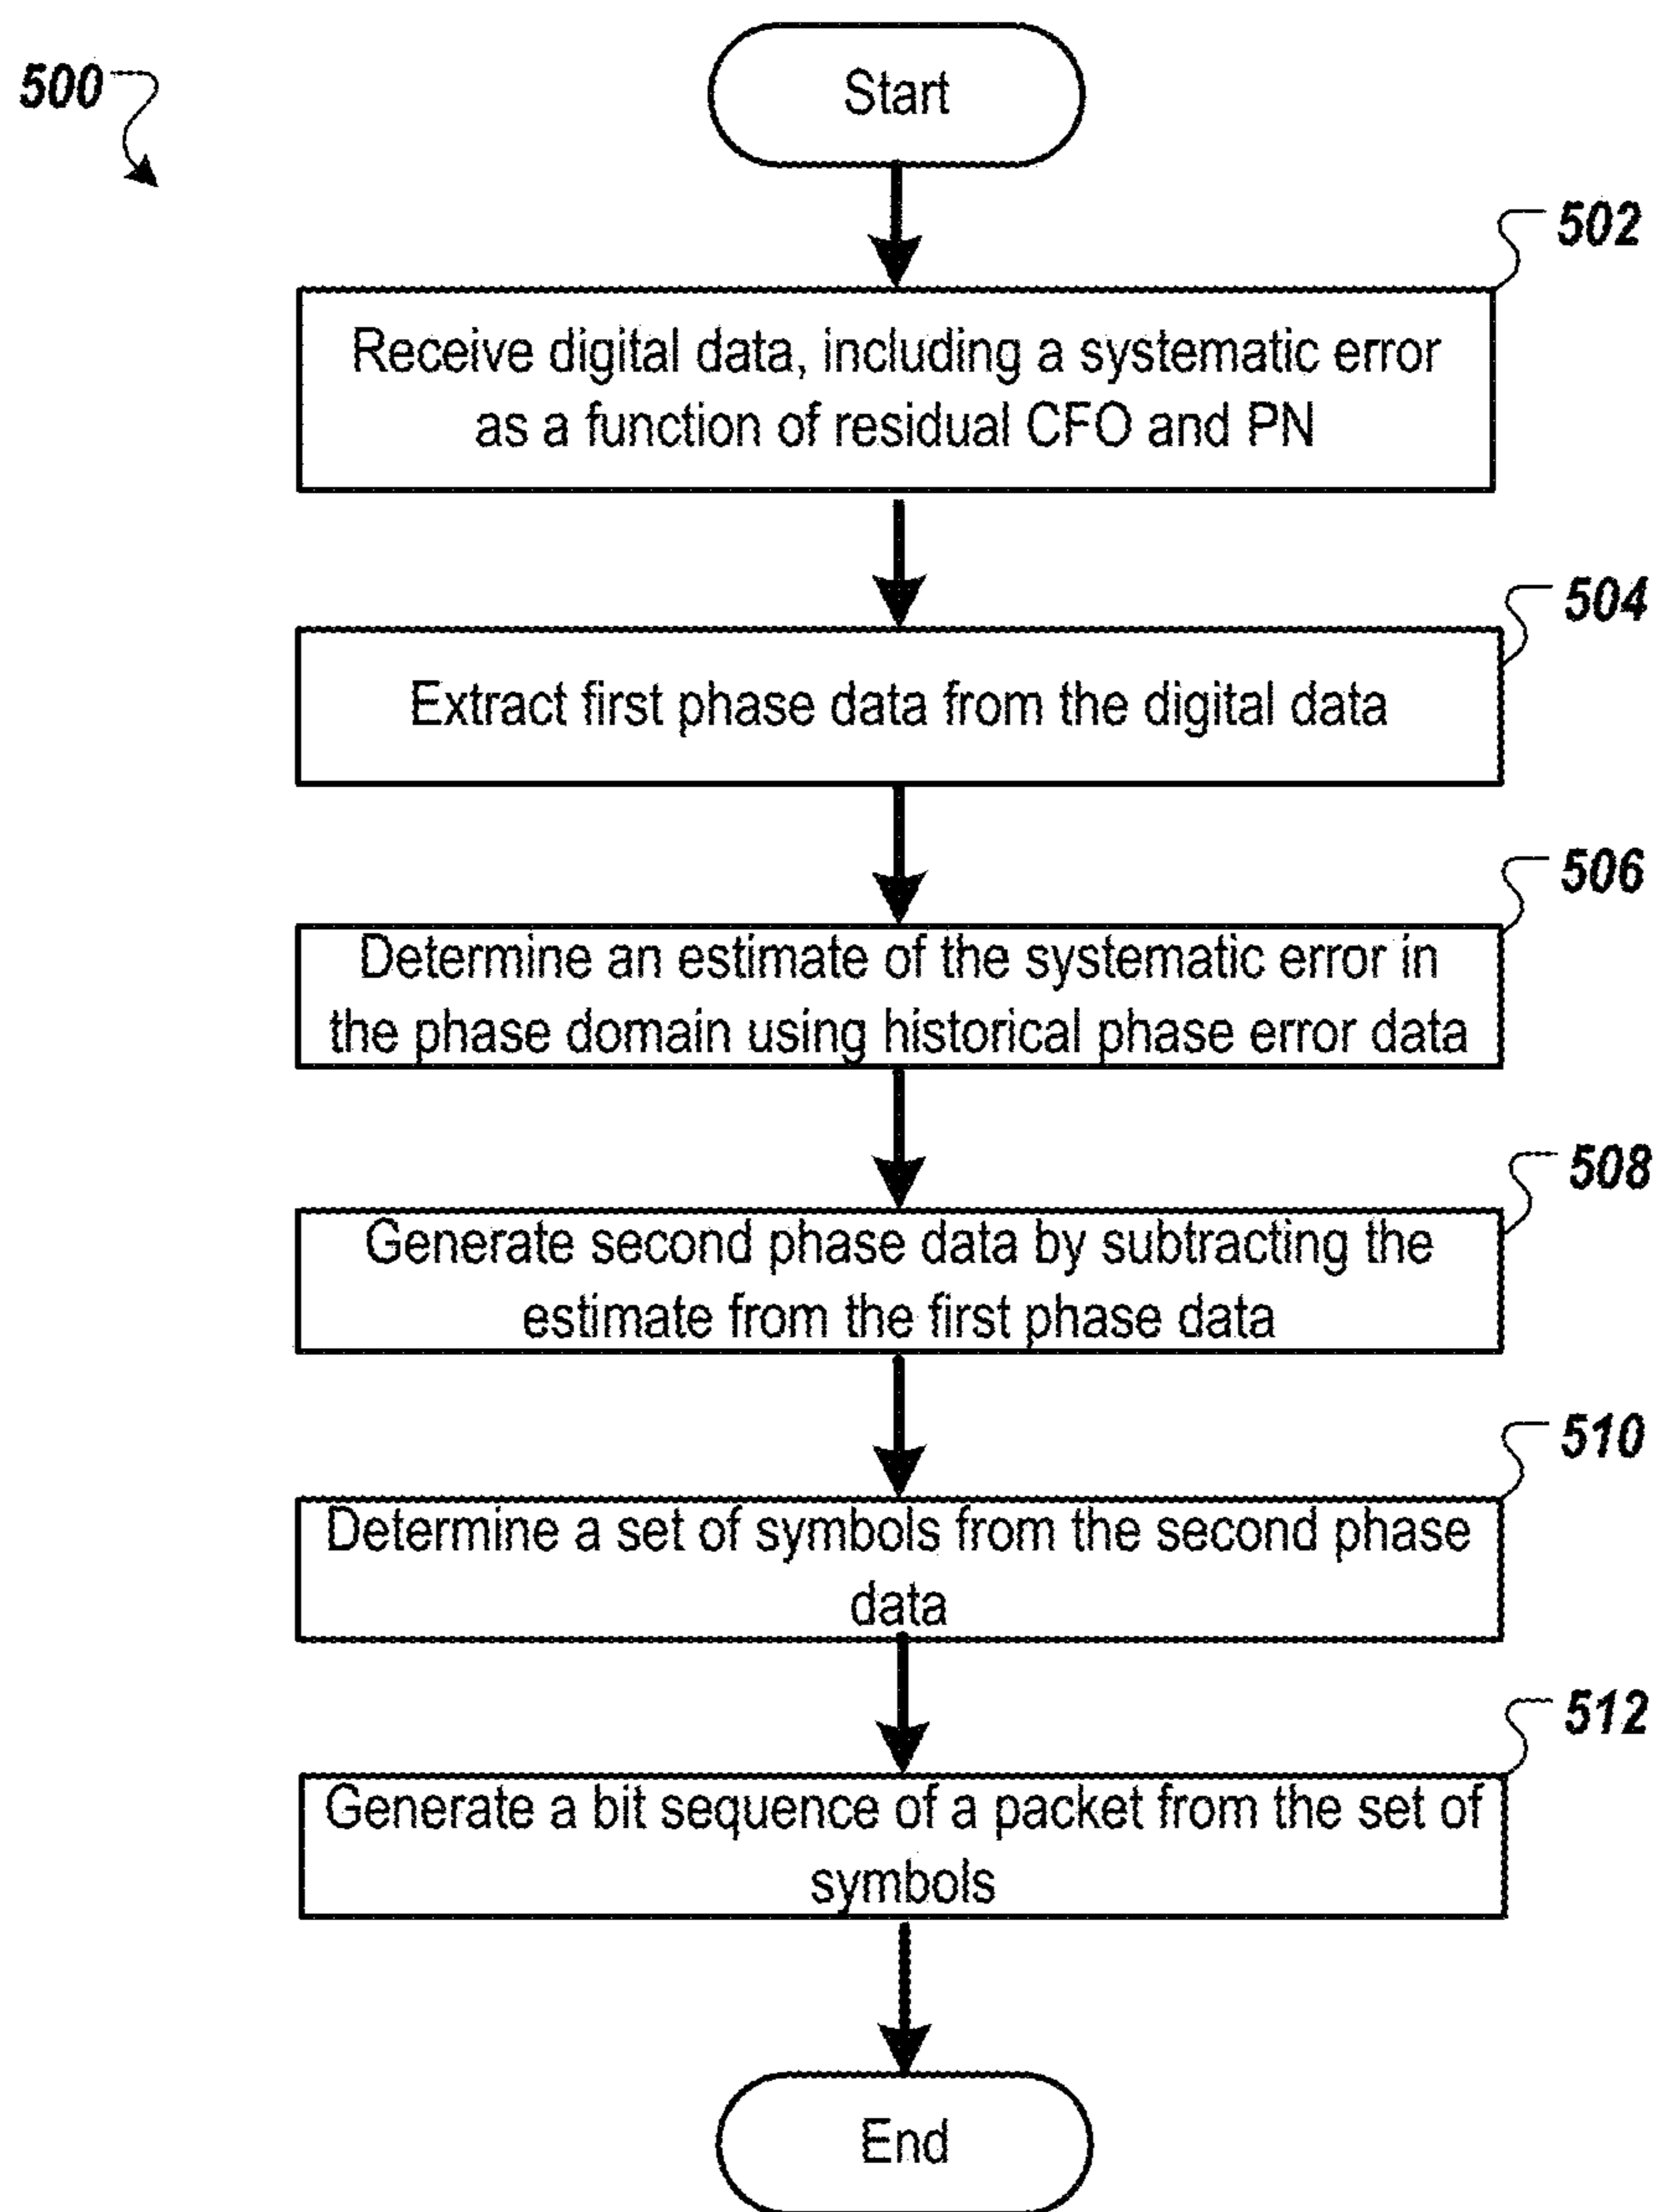 500
Start
502
Receive digital data, including a systematic error
as a function of residual CFO and PN
504
Extract first phase data from the digital data
506
Determine an estimate of the systematic error in
the phase domain using historical phase error data
508
Generate second phase data by subtracting the
estimate from the first phase data
510
Determine a set of symbols from the second phase
data
512
Generate a bit sequence of a packet from the set of
symbols
End